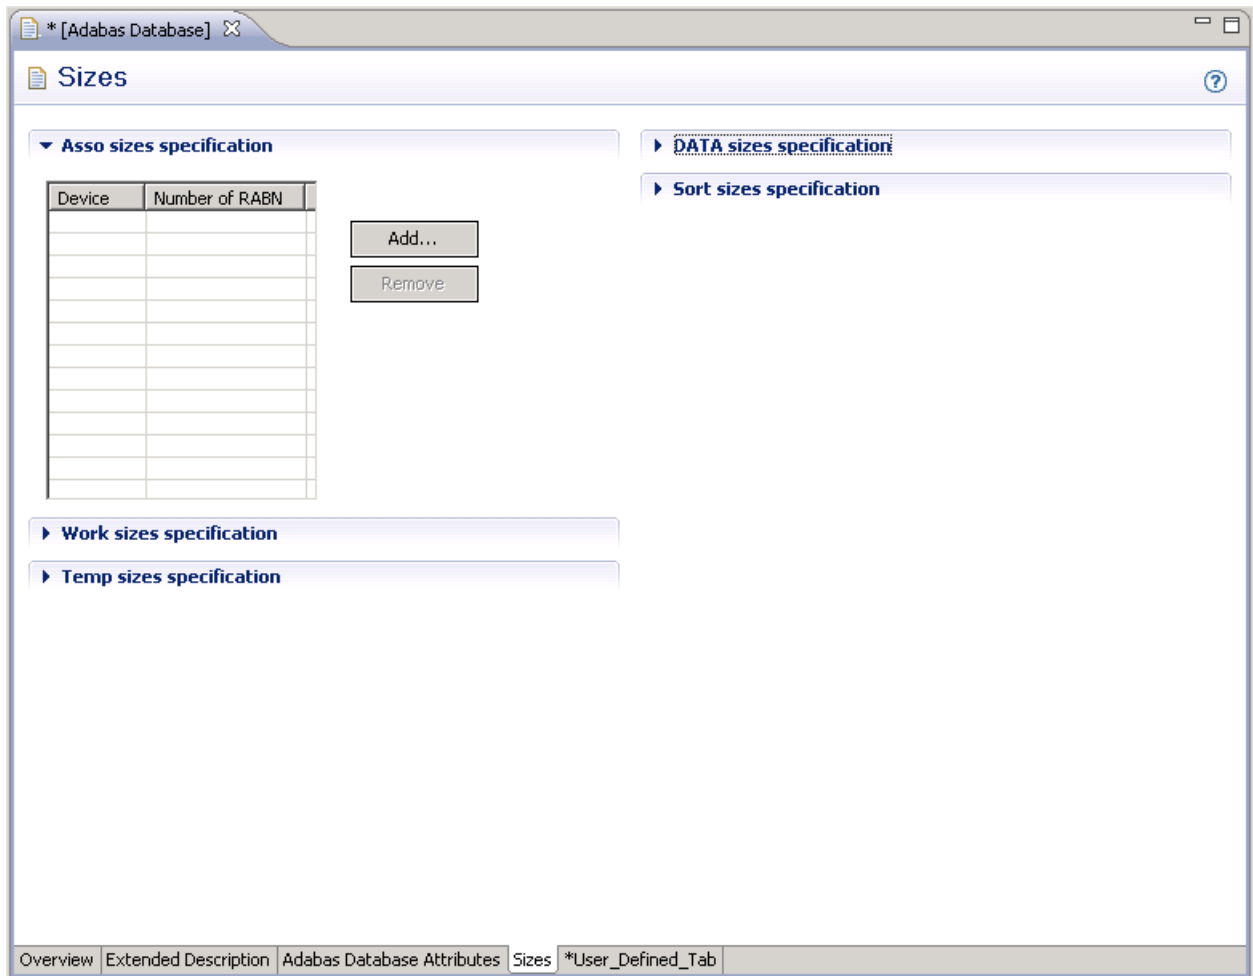 * [Adabas Database]
Sizes
Asso sizes specification
Device Number of RABN
Add...
Remove
Work sizes specification
Temp sizes specification
DATA sizes specification
Sort sizes specification
Overview Extended Description Adabas Database Attributes Sizes *User_Defined_Tab